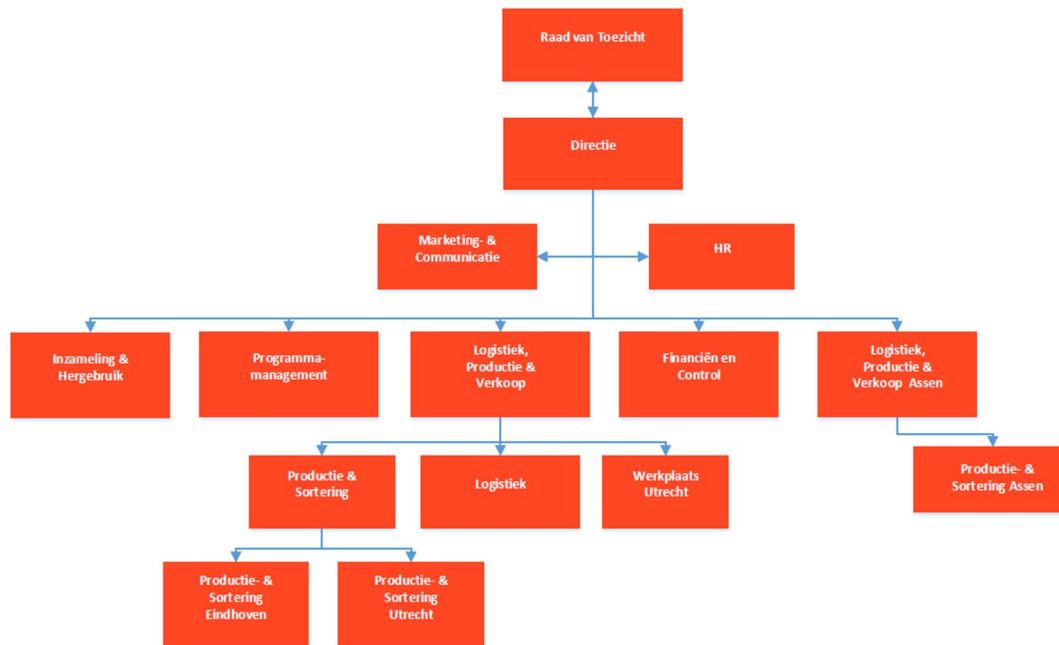 Raad van Toezicht
Directie
Marketing- &
Communicatie
HR
Inzameling &
Hergebruik
Programma-
management
Logistiek,
Productie &
Verkoop
Financiën en
Control
Logistiek,
Productie &
Verkoop Assen
Productie &
Sortering
Logistiek
Werkplaats
Utrecht
Productie- &
Sortering Assen
Productie- &
Sortering
Eindhoven
Productie- &
Sortering
Utrecht